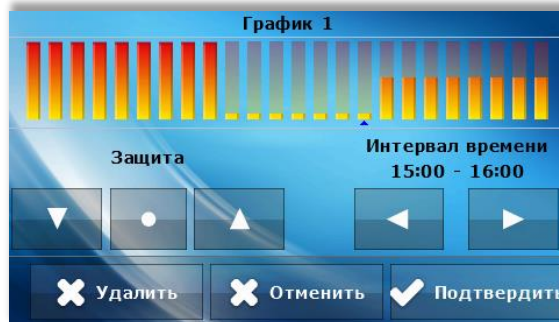 График 1
Защита
Интервал времени
15:00 - 16:00
Удалить
Отменить
Подтвердить